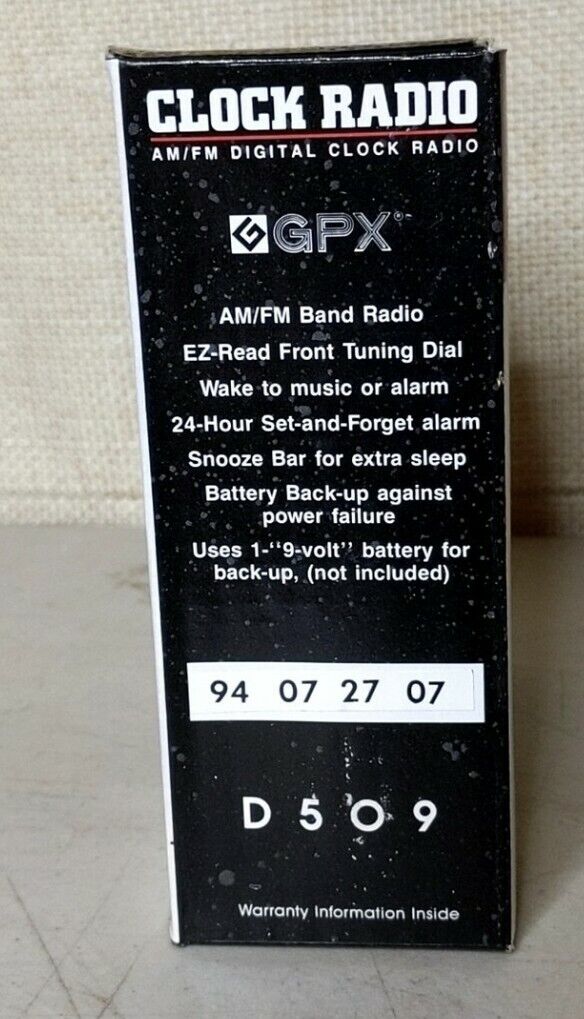 CLOCK RADIO
AM/FM DIGITAL CLOCK RADIO
GPX
AM/FM Band Radio
EZ-Read Front Tuning Dial
Wake to music or alarm
24-Hour Set-and-Forget alarm
Snooze Bar for extra sleep
Battery Back-up against
power failure
Uses 1-“9-volt” battery for
back-up, (not included)
94 07 27 07
D509
Warranty Information Inside